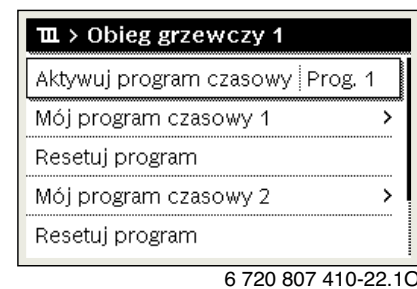 > Obieg grzewczy 1
Aktywuj program czasowy Prog. 1
Mój program czasowy 1 >
Resetuj program
Mój program czasowy 2 >
Resetuj program
6 720 807 410-22.1O